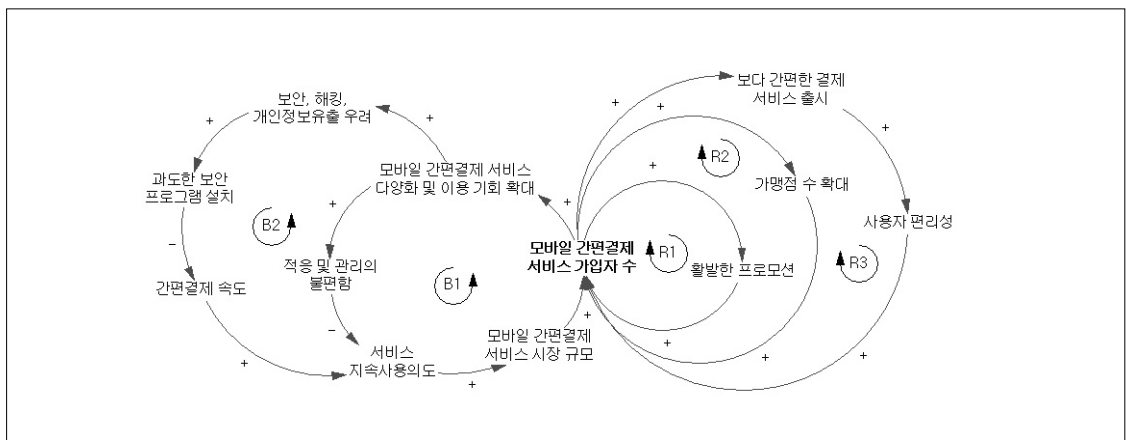 보다 간편한 결제
서비스 출시
+
+
+
보안, 해킹,
개인정보유출 우려
+
+
+
R2
모바일 간편결제 서비스
다양화 및 이용 기회 확대
가맹점 수 확대
과도한 보안
프로그램 설치
+
+
사용자 편리성
B2
−
모바일 간편결제
서비스 가입자 수
R1
R3
적응 및 관리의
불편함
활발한 프로모션
간편결제 속도
B1
−
+
모바일 간편결제
서비스 시장 규모
+
+
+
서비스
지속사용의도
+
+